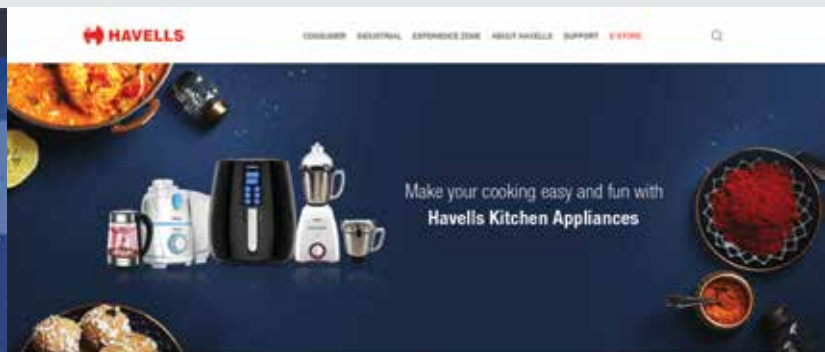 HAVELLS
CONSUMER INDUSTRIAL EXPERIENCE ZONE ABOUT HAVELLS SUPPORT E-STORE
Make your cooking easy and fun with
Havells Kitchen Appliances